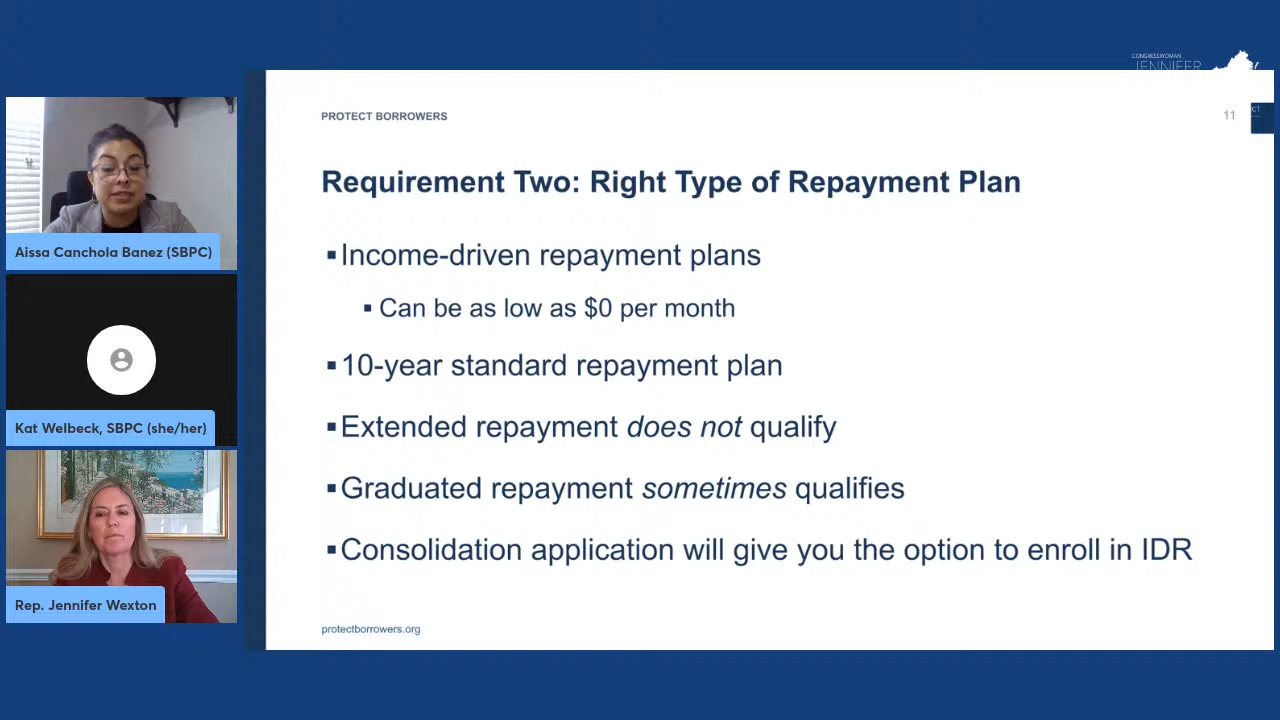 CONGRESSWOMAN
JENNIFER
PROTECT BORROWERS
11
Requirement Two: Right Type of Repayment Plan
▪Income-driven repayment plans
▪ Can be as low as $0 per month
▪10-year standard repayment plan
▪Extended repayment does not qualify
▪Graduated repayment sometimes qualifies
▪Consolidation application will give you the option to enroll in IDR
protectborrowers.org
Aissa Canchola Banez (SBPC)
Kat Welbeck, SBPC (she/her)
Rep. Jennifer Wexton